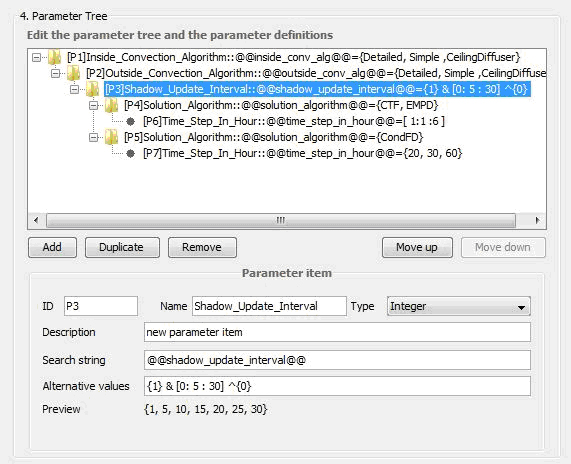 4. Parameter Tree
Edit the parameter tree and the parameter definitions
[P1]Inside_Convection_Algorithm::@@inside_conv_alg@@={Detailed, Simple ,CeilingDiffuser}
[P2]Outside_Convection_Algorithm::@@outside_conv_alg@@={Detailed, Simple ,CeilingDiffuse
[P3]Shadow_Update_Interval::@@shadow_update_interval@@={1} & [0: 5 : 30] ^{0}
[P4]Solution_Algorithm::@@solution_algorithm@@={CTF, EMPD}
[P6]Time_Step_In_Hour::@@time_step_in_hour@@=[ 1:1 :6 ]
[P5]Solution_Algorithm::@@solution_algorithm@@={CondFD}
[P7]Time_Step_In_Hour::@@time_step_in_hour@@={20, 30, 60}
Add Duplicate Remove Move up Move down
Parameter item
ID P3 Name Shadow_Update_Interval Type Integer
Description new parameter item
Search string @@shadow_update_interval@@
Alternative values {1} & [0: 5 : 30] ^{0}
Preview {1, 5, 10, 15, 20, 25, 30}